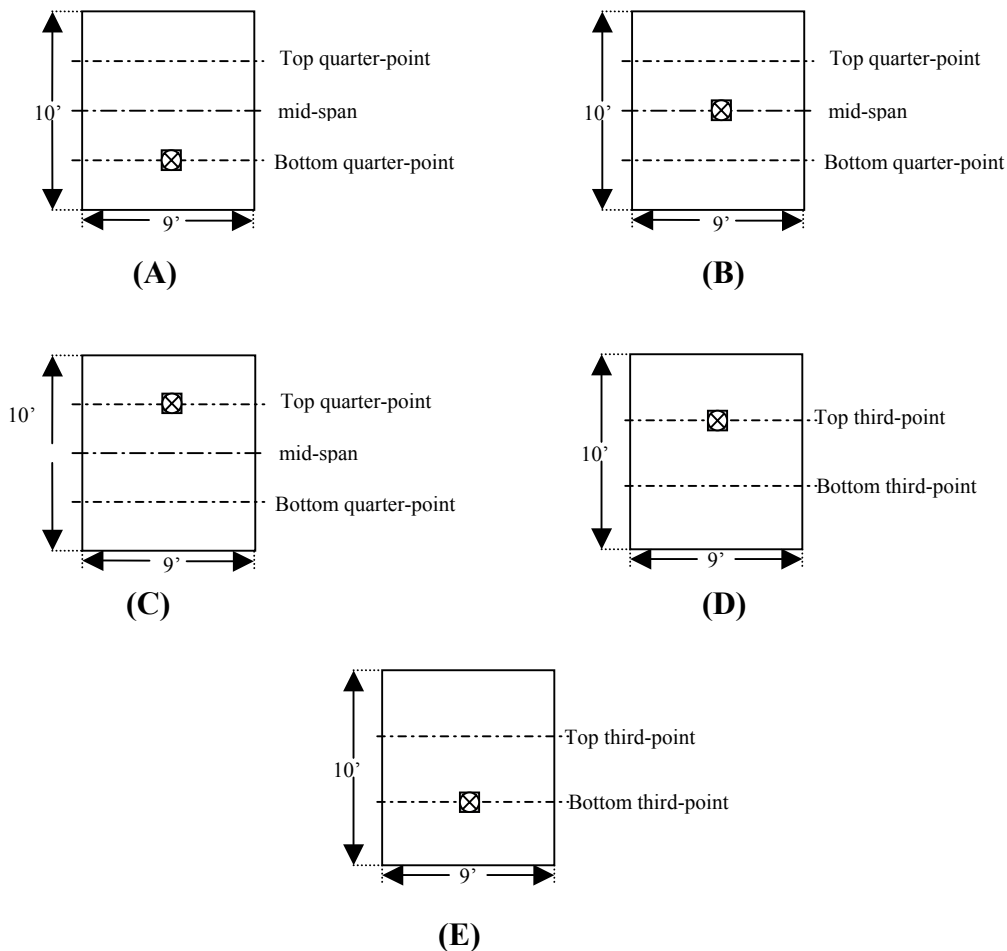 Top quarter-point
10’
mid-span
Bottom quarter-point
9’
(A)
Top quarter-point
10’
mid-span
Bottom quarter-point
9’
(B)
10’
Top quarter-point
mid-span
Bottom quarter-point
9’
(C)
Top third-point
10’
Bottom third-point
9’
(D)
Top third-point
10’
Bottom third-point
9’
(E)